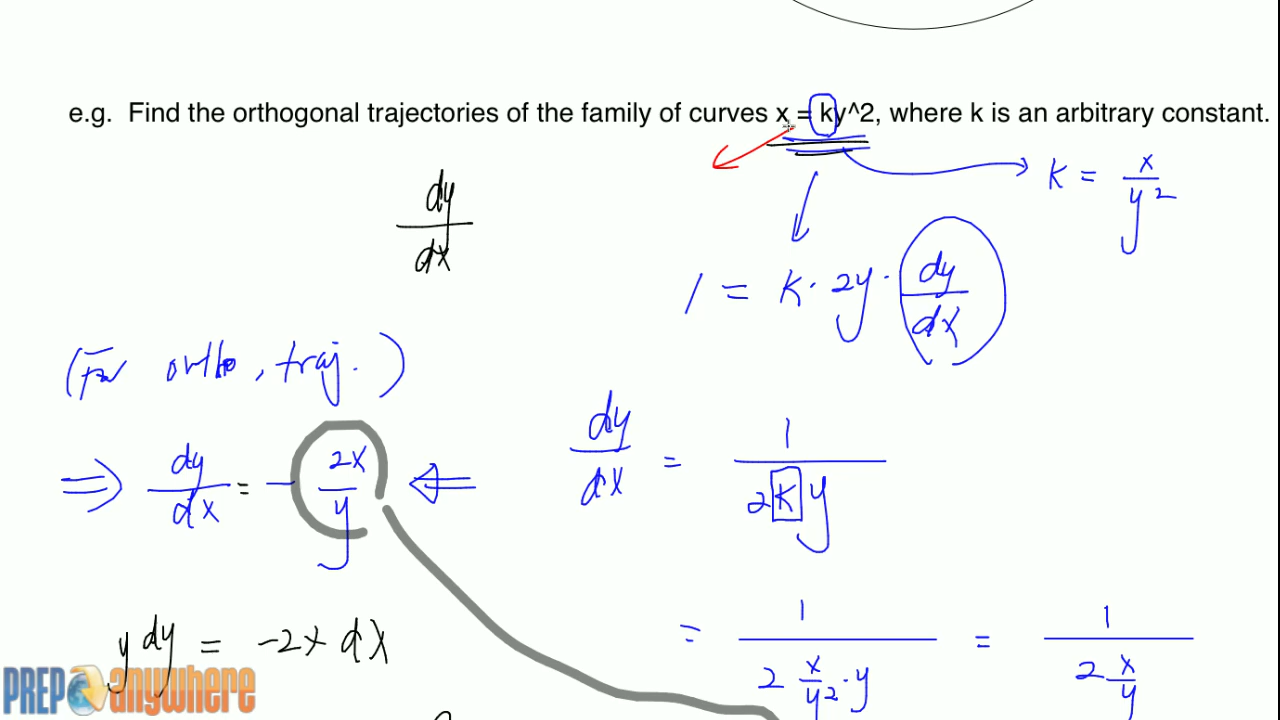 e.g. Find the orthogonal trajectories of the family of curves x = ky^2, where k is an arbitrary constant.
k = x/y^2
dy/dx
1 = k · 2y · dy/dx
(For ortho, traj.)
⇒ dy/dx = - 2x/y ⇐
dy/dx = 1/(2ky)
= 1/(2 x/y^2 · y) = 1/(2 x/y)
y dy = -2x dx
PREP anywhere